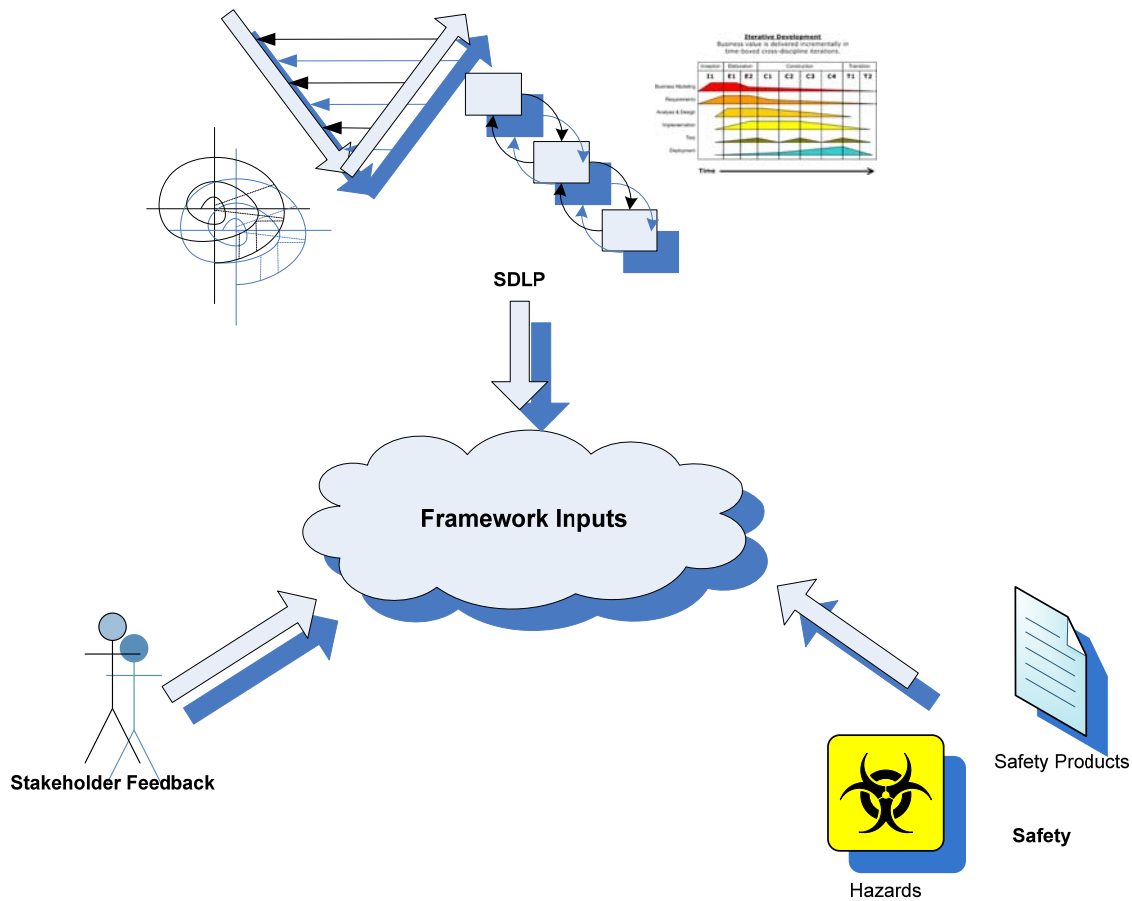 Iterative Development
Business value is delivered incrementally in
time-boxed cross-discipline iterations.
Inception Elaboration Construction Transition
I1 E1 E2 C1 C2 C3 C4 T1 T2
Business Modeling
Requirements
Analysis & Design
Implementation
Test
Deployment
Time
SDLP
Framework Inputs
Stakeholder Feedback
Safety Products
Safety
Hazards